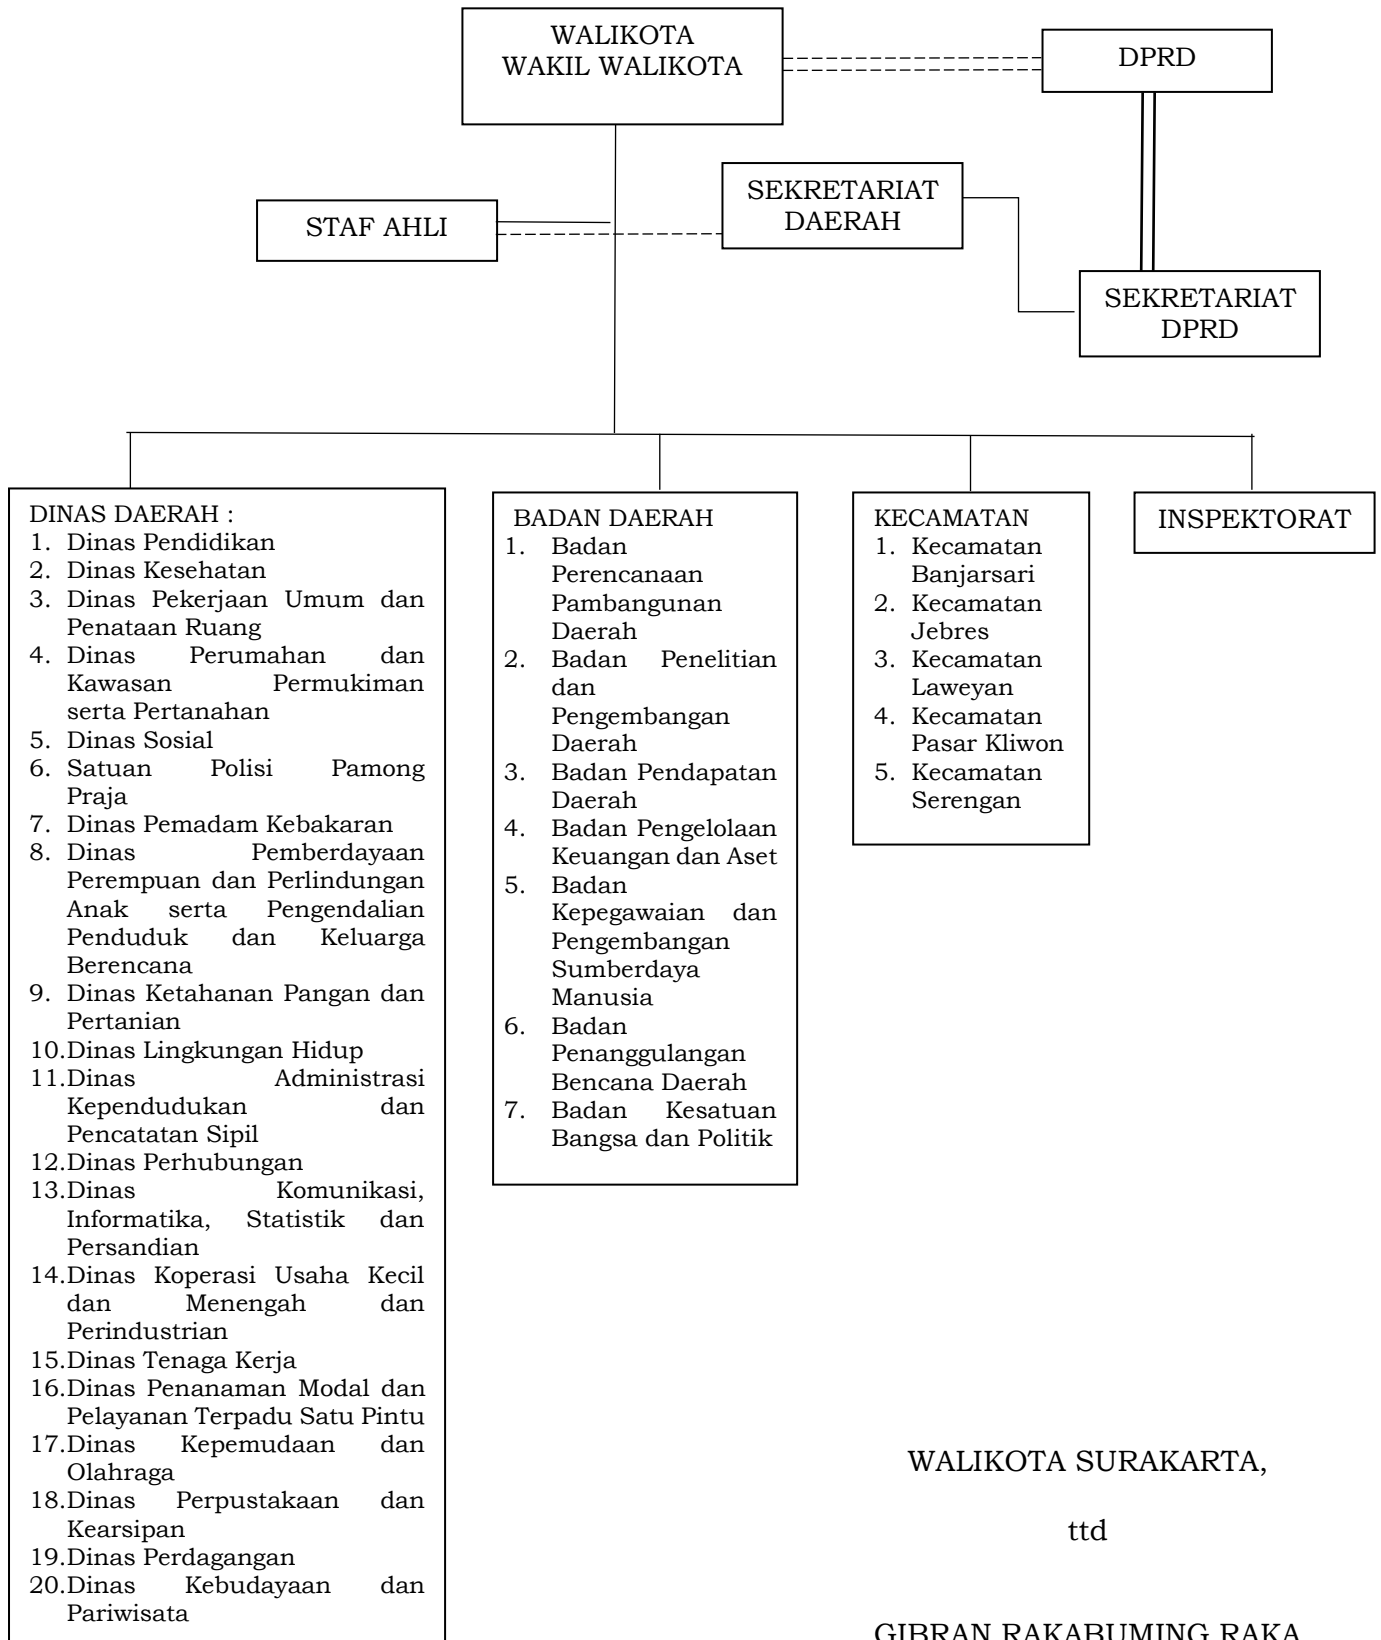 WALIKOTA
WAKIL WALIKOTA
DPRD
SEKRETARIAT
DAERAH
STAF AHLI
SEKRETARIAT
DPRD
DINAS DAERAH :
1. Dinas Pendidikan
2. Dinas Kesehatan
3. Dinas Pekerjaan Umum dan
Penataan Ruang
4. Dinas Perumahan dan
Kawasan Permukiman
serta Pertanahan
5. Dinas Sosial
6. Satuan Polisi Pamong
Praja
7. Dinas Pemadam Kebakaran
8. Dinas Pemberdayaan
Perempuan dan Perlindungan
Anak serta Pengendalian
Penduduk dan Keluarga
Berencana
9. Dinas Ketahanan Pangan dan
Pertanian
10.Dinas Lingkungan Hidup
11.Dinas Administrasi
Kependudukan dan
Pencatatan Sipil
12.Dinas Perhubungan
13.Dinas Komunikasi,
Informatika, Statistik dan
Persandian
14.Dinas Koperasi Usaha Kecil
dan Menengah dan
Perindustrian
15.Dinas Tenaga Kerja
16.Dinas Penanaman Modal dan
Pelayanan Terpadu Satu Pintu
17.Dinas Kepemudaan dan
Olahraga
18.Dinas Perpustakaan dan
Kearsipan
19.Dinas Perdagangan
20.Dinas Kebudayaan dan
Pariwisata
BADAN DAERAH
1. Badan
Perencanaan
Pambangunan
Daerah
2. Badan Penelitian
dan
Pengembangan
Daerah
3. Badan Pendapatan
Daerah
4. Badan Pengelolaan
Keuangan dan Aset
5. Badan
Kepegawaian dan
Pengembangan
Sumberdaya
Manusia
6. Badan
Penanggulangan
Bencana Daerah
7. Badan Kesatuan
Bangsa dan Politik
KECAMATAN
1. Kecamatan
Banjarsari
2. Kecamatan
Jebres
3. Kecamatan
Laweyan
4. Kecamatan
Pasar Kliwon
5. Kecamatan
Serengan
INSPEKTORAT
WALIKOTA SURAKARTA,
ttd
GIBRAN RAKABUMING RAKA